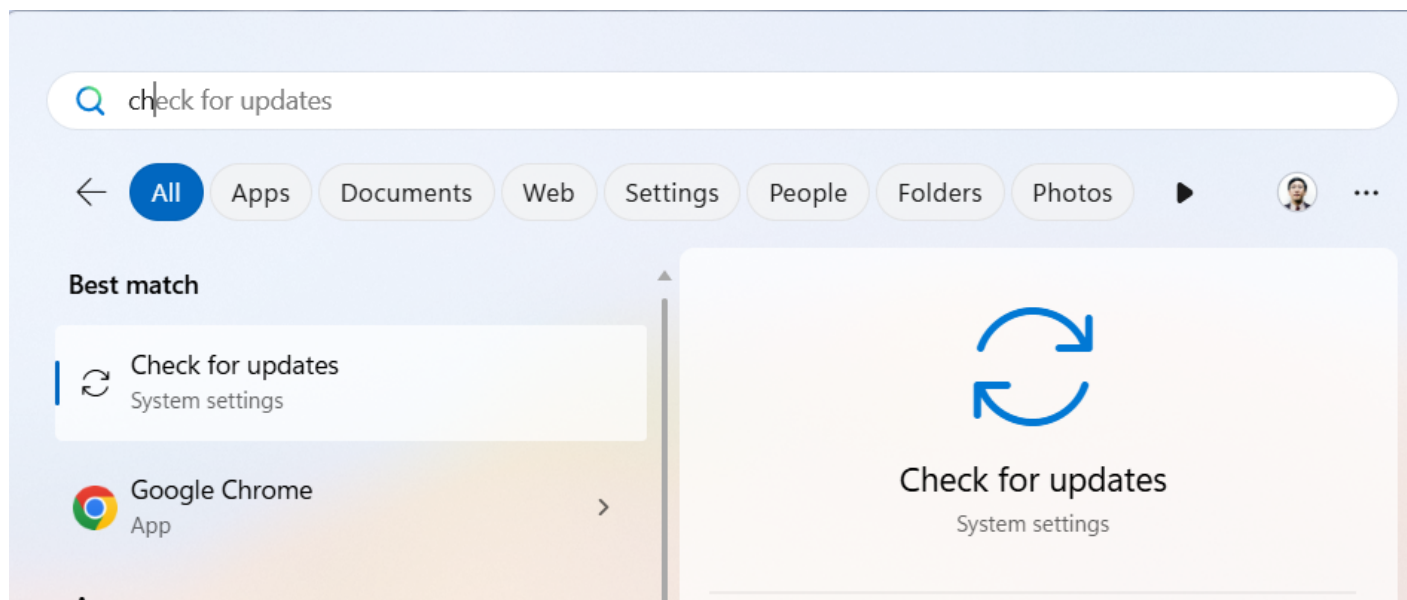 check for updates
All Apps Documents Web Settings People Folders Photos
Best match
Check for updates
System settings
Google Chrome
App
Check for updates
System settings